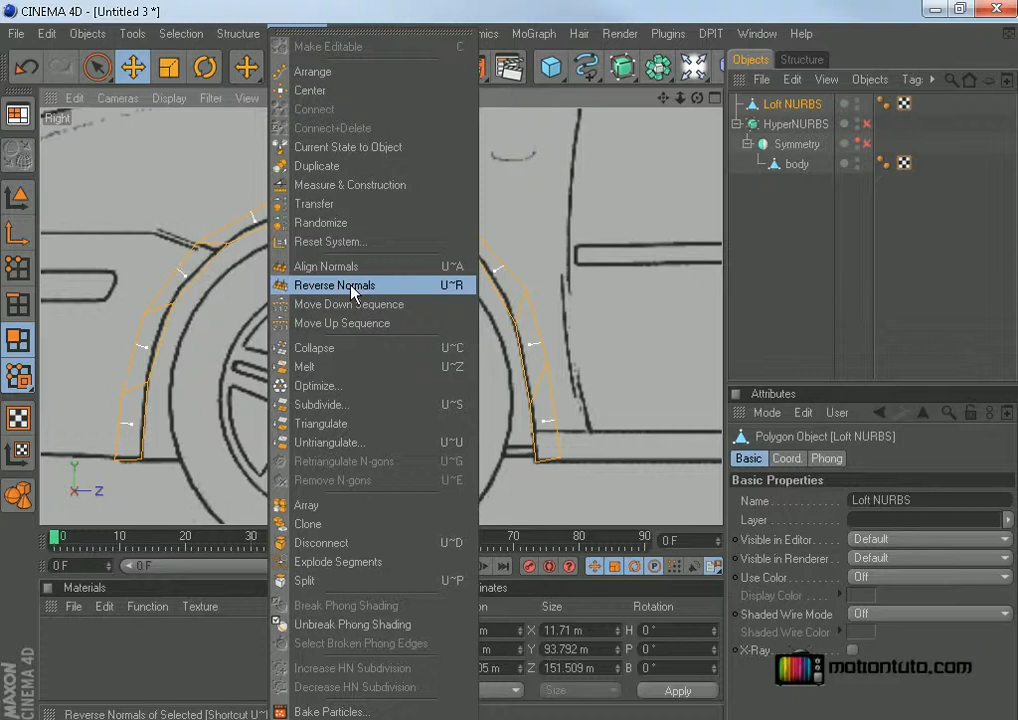 CINEMA 4D - [Untitled 3 *]
File Edit Objects Tools Selection Structure MoGraph Hair Render Plugins DPIT Window Help
Make Editable C
Arrange
Center
Connect
Connect+Delete
Current State to Object
Duplicate
Measure & Construction
Transfer
Randomize
Reset System...
Align Normals U~A
Reverse Normals U~R
Move Down Sequence
Move Up Sequence
Collapse U~C
Melt U~Z
Optimize...
Subdivide... U~S
Triangulate
Untriangulate... U~U
Retriangulate N-gons U~G
Remove N-gons U~E
Array
Clone
Disconnect U~D
Explode Segments
Split U~P
Break Phong Shading
Unbreak Phong Shading
Select Broken Phong Edges
Increase HN Subdivision
Decrease HN Subdivision
Bake Particles...
Edit Cameras Display Filter View
Right
Y
X Z
0 10 20 30 70 80 90
0 F
0 F 0 F
Materials
File Edit Function Texture
MAXON
CINEMA 4D
Reverse Normals of Selected [Shortcut U~
Size Rotation
m X 11.71 m H 0 °
m Y 93.792 m P 0 °
05 m Z 151.509 m B 0 °
Size Apply
Objects Structure
File Edit View Objects Tag
Loft NURBS
HyperNURBS
Symmetry
body
Attributes
Mode Edit User
Polygon Object [Loft NURBS]
Basic Coord. Phong
Basic Properties
Name Loft NURBS
Layer
Visible in Editor Default
Visible in Renderer Default
Use Color Off
Display Color
Shaded Wire Mode Off
Shaded Wire Color
X-Ray
motiontuto.com